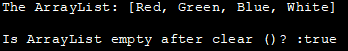 The ArrayList: [Red, Green, Blue, White]
Is ArrayList empty after clear ()? :true